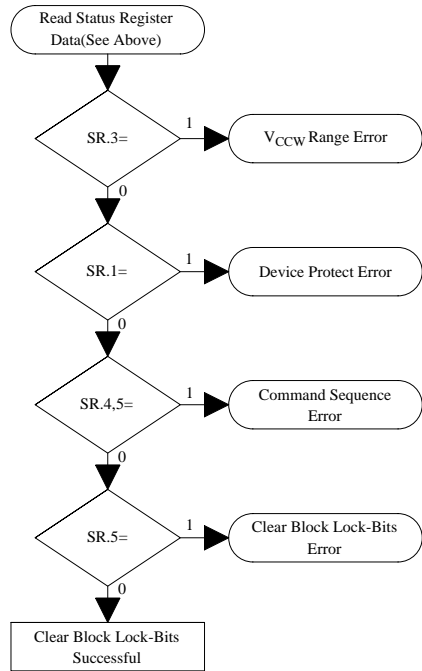 Read Status Register
Data(See Above)
SR.3=
1
VCCW Range Error
0
SR.1=
1
Device Protect Error
0
SR.4,5=
1
Command Sequence
Error
0
SR.5=
1
Clear Block Lock-Bits
Error
0
Clear Block Lock-Bits
Successful